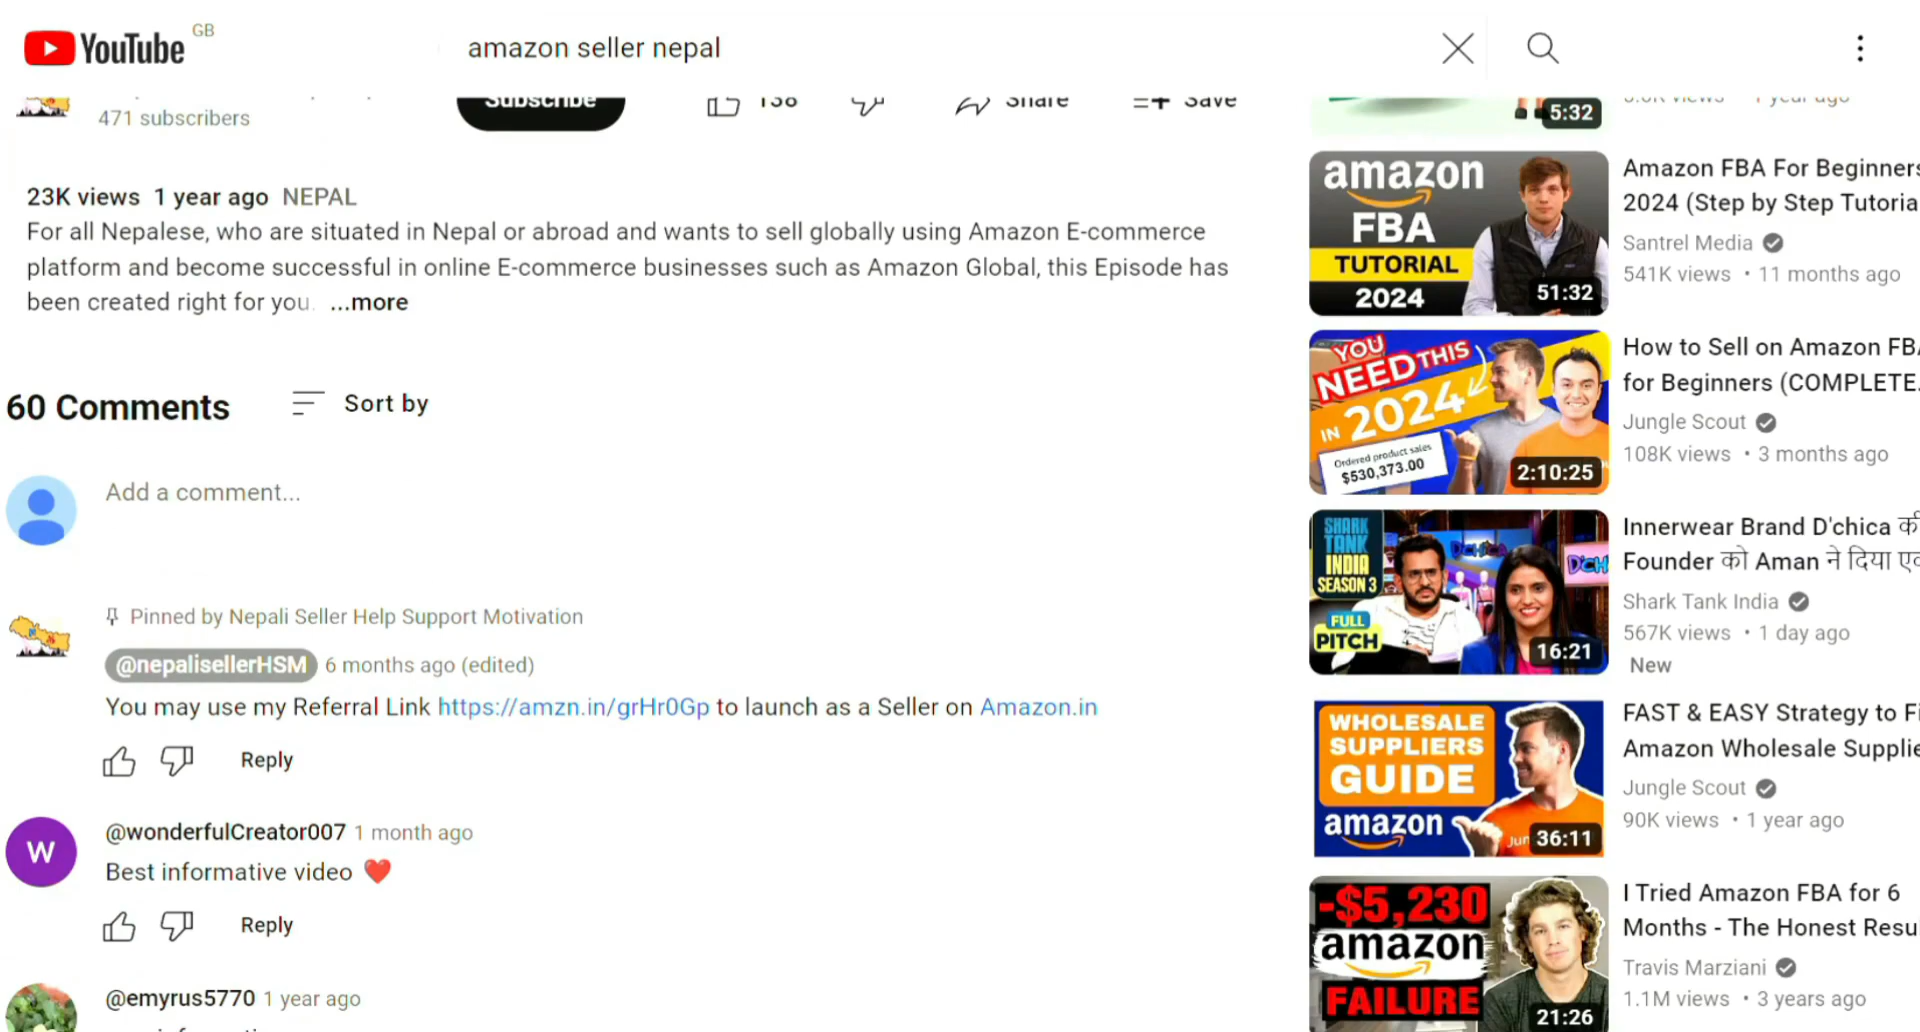 YouTube GB
amazon seller nepal
471 subscribers
Subscribe
138
Share
Save
23K views 1 year ago NEPAL
For all Nepalese, who are situated in Nepal or abroad and wants to sell globally using Amazon E-commerce
platform and become successful in online E-commerce businesses such as Amazon Global, this Episode has
been created right for you. ...more
60 Comments
Sort by
Add a comment...
Pinned by Nepali Seller Help Support Motivation
@nepalisellerHSM 6 months ago (edited)
You may use my Referral Link https://amzn.in/grHr0Gp to launch as a Seller on Amazon.in
Reply
W
@wonderfulCreator007 1 month ago
Best informative video ❤️
Reply
@emyrus5770 1 year ago
5:32
1 year ago
amazon
FBA
TUTORIAL
2024
51:32
Amazon FBA For Beginners
2024 (Step by Step Tutoria
Santrel Media
541K views • 11 months ago
YOU
NEED THIS
IN 2024
Ordered product sales
$530,373.00
2:10:25
How to Sell on Amazon FBA
for Beginners (COMPLETE.
Jungle Scout
108K views • 3 months ago
SHARK
TANK
INDIA
SEASON 3
FULL
PITCH
D'CHICA
D'CH
16:21
Innerwear Brand D'chica की
Founder को Aman ने दिया
Shark Tank India
567K views • 1 day ago
New
WHOLESALE
SUPPLIERS
GUIDE
amazon
Jun
36:11
FAST & EASY Strategy to Fi
Amazon Wholesale Supplie
Jungle Scout
90K views • 1 year ago
-$5,230
amazon
FAILURE
21:26
I Tried Amazon FBA for 6
Months - The Honest Resu
Travis Marziani
1.1M views • 3 years ago